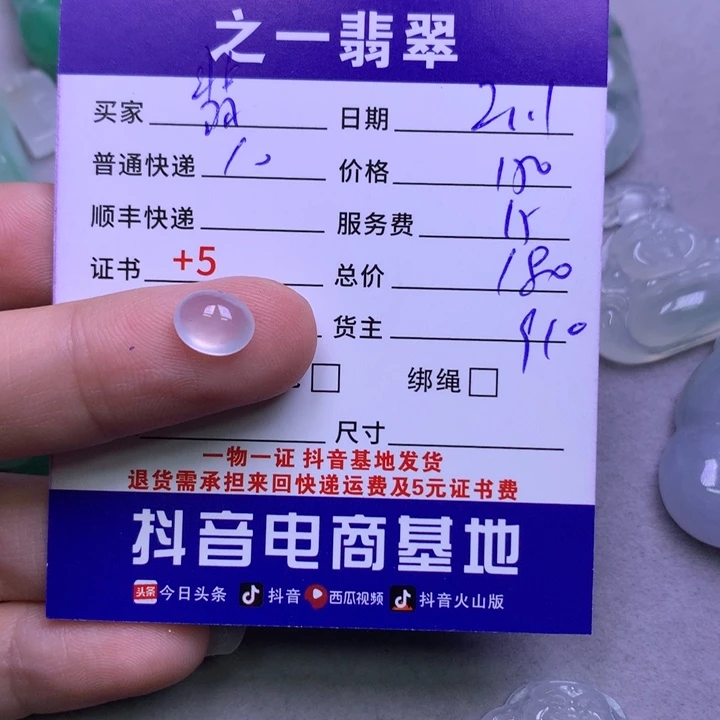 之一翡翠
买家 翡 日期 21.1
普通快递 10 价格 150
顺丰快递 服务费 15
证书 +5 总价 180
货主 910
绑绳
尺寸
一物一证 抖音基地发货
退货需承担来回快递运费及5元证书费
抖音电商基地
头条 今日头条 抖音 西瓜视频 抖音火山版